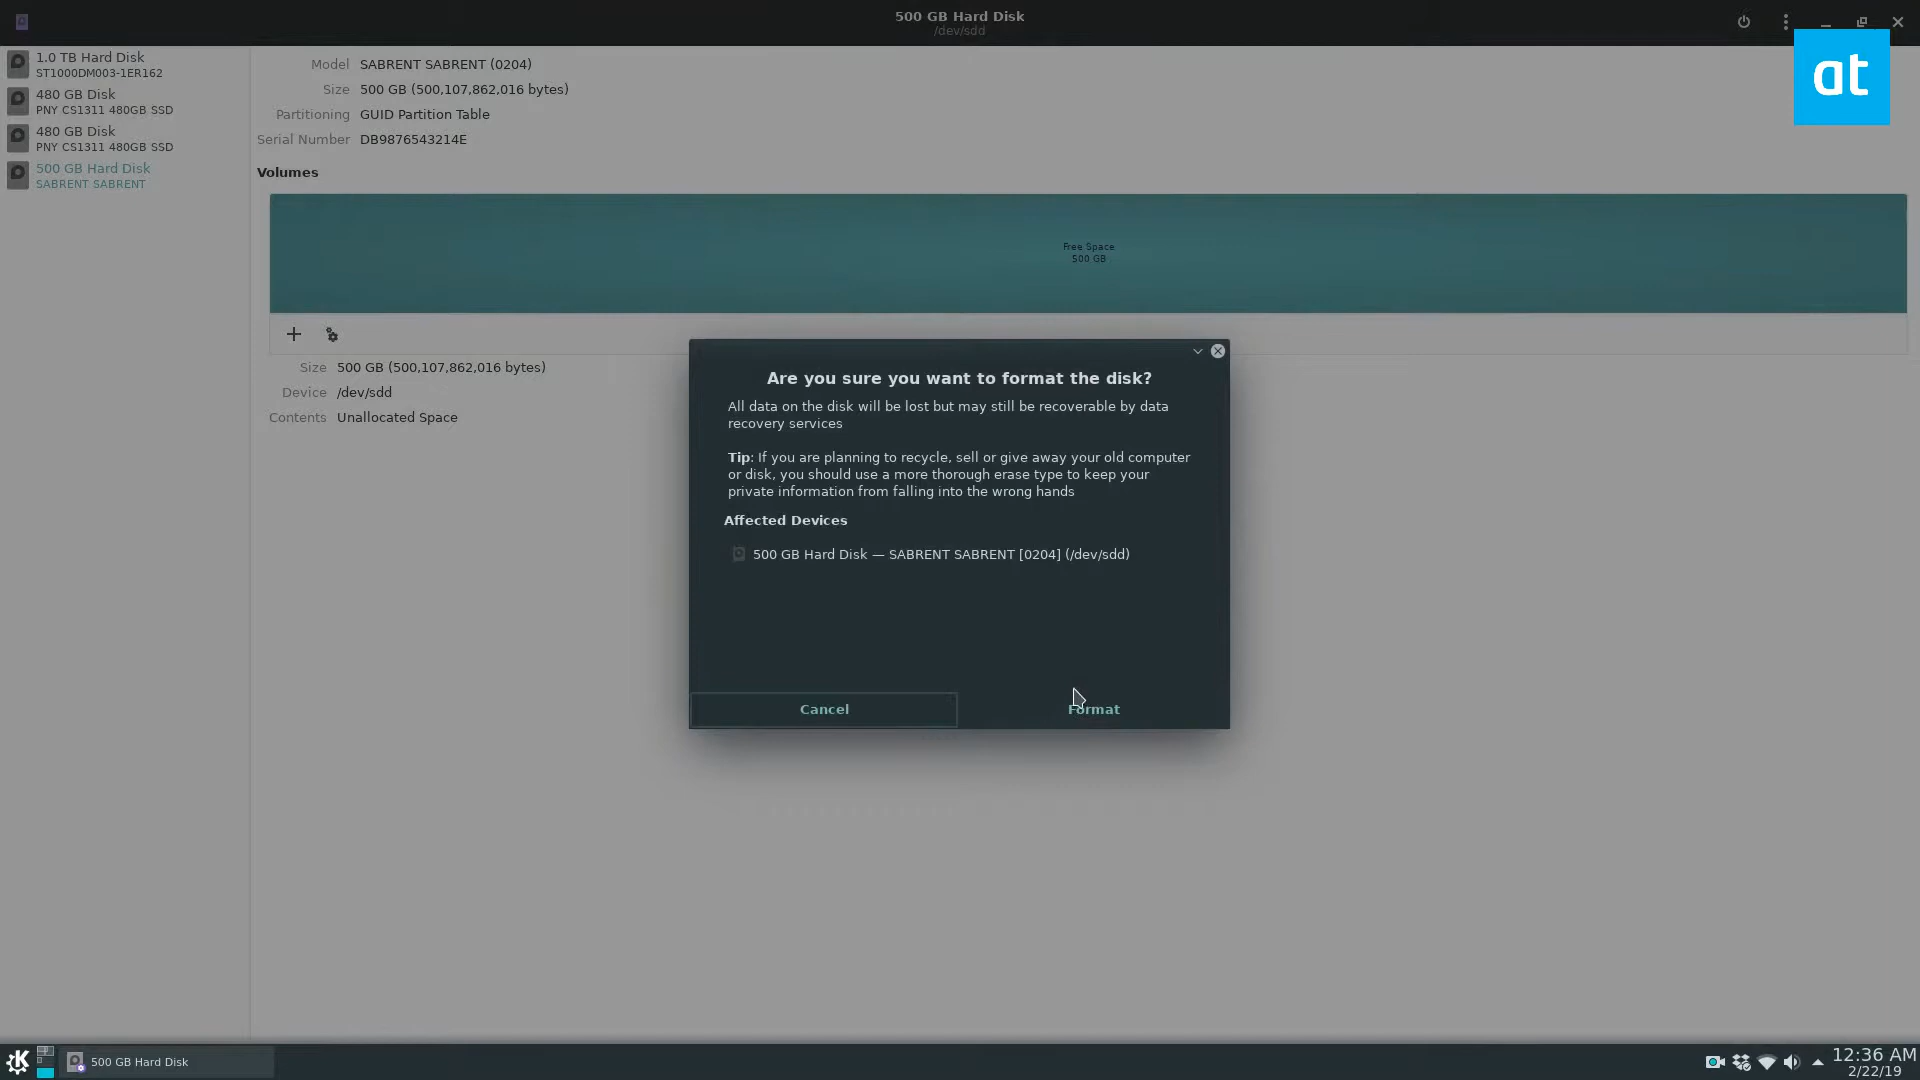 500 GB Hard Disk
/dev/sdd
at
1.0 TB Hard Disk
ST1000DM003-1ER162
480 GB Disk
PNY CS1311 480GB SSD
480 GB Disk
PNY CS1311 480GB SSD
500 GB Hard Disk
SABRENT SABRENT
Model SABRENT SABRENT (0204)
Size 500 GB (500,107,862,016 bytes)
Partitioning GUID Partition Table
Serial Number DB9876543214E
Volumes
Free Space
500 GB
Size 500 GB (500,107,862,016 bytes)
Device /dev/sdd
Contents Unallocated Space
Are you sure you want to format the disk?
All data on the disk will be lost but may still be recoverable by data
recovery services
Tip: If you are planning to recycle, sell or give away your old computer
or disk, you should use a more thorough erase type to keep your
private information from falling into the wrong hands
Affected Devices
500 GB Hard Disk — SABRENT SABRENT [0204] (/dev/sdd)
Cancel
Format
500 GB Hard Disk
12:36 AM
2/22/19